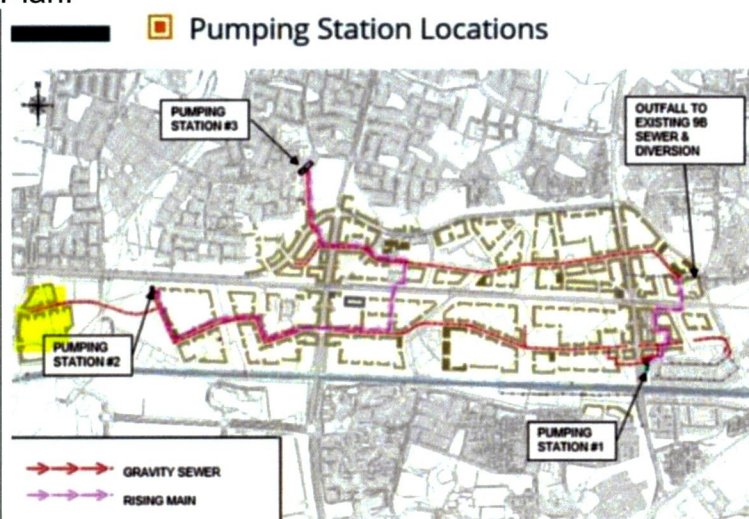 Pumping Station Locations
PUMPING
STATION #3
OUTFALL TO
EXISTING 9B
SEWER &
DIVERSION
PUMPING
STATION #2
PUMPING
STATION #1
GRAVITY SEWER
RISING MAIN